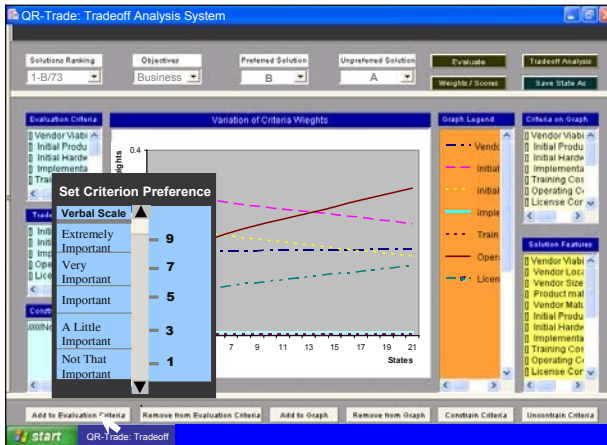 QR-Trade: Tradeoff Analysis System
Solutions Ranking
Objectives
Preferred Solution
Unpreferred Solution
Evaluate
Tradeoff Analysis
1-B/73
Business
B
A
Weights / Scores
Save State As
Evaluation Criteria
Variation of Criteria Wieghts
Graph Legend
Criteria on Graph
Vendor Viabi
Initial Produ
Initial Hardw
Implementa
Trai
0.4
Vendo
Initial
Initial
Imple
Train
Oper
Licen
Vendor Viabi
Initial Produ
Initial Hardw
Implementa
Training Cos
Operating C
License Cor
Set Criterion Preference
Verbal Scale
Extremely
Important
9
Very
Important
7
Important
5
A Little
Important
3
Not That
Important
1
Solution Features
Vendor Viabi
Vendor Loca
Vendor Size
Product mat
Vendor Matu
Initial Produ
Initial Hardw
Implementa
Training Cor
Operating C
License Cor
7 9 11 13 15 17 19 21
States
Add to Evaluation Criteria
Remove from Evaluation Criteria
Add to Graph
Remove from Graph
Constrain Criteria
Unconstrain Criteria
start
QR-Trade: Tradeoff